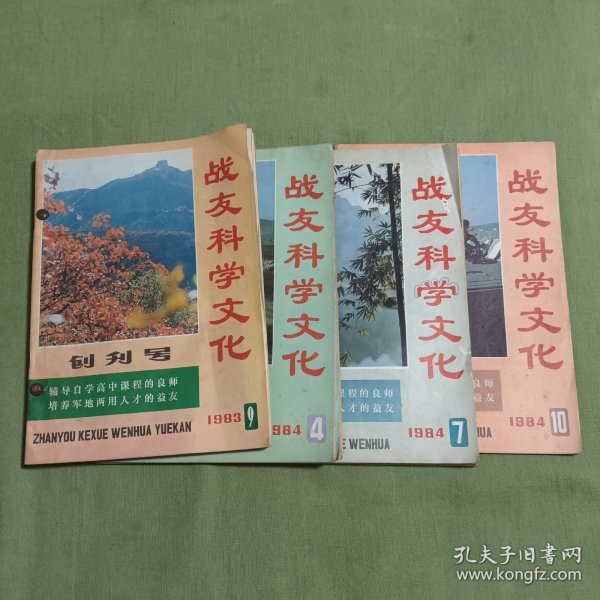 战友科学文化
创刊号
辅导自学高中课程的良师
培养军地两用人才的益友
1983 9
ZHANYOU KEXUE WENHUA YUEKAN
战友科学文化
984 4
战友科学文化
课程的良师
人才的益友
1984 7
E WENHUA
战友科学文化
良师
益友
1984 10
HUA
孔夫子旧书网
www.kongfz.com